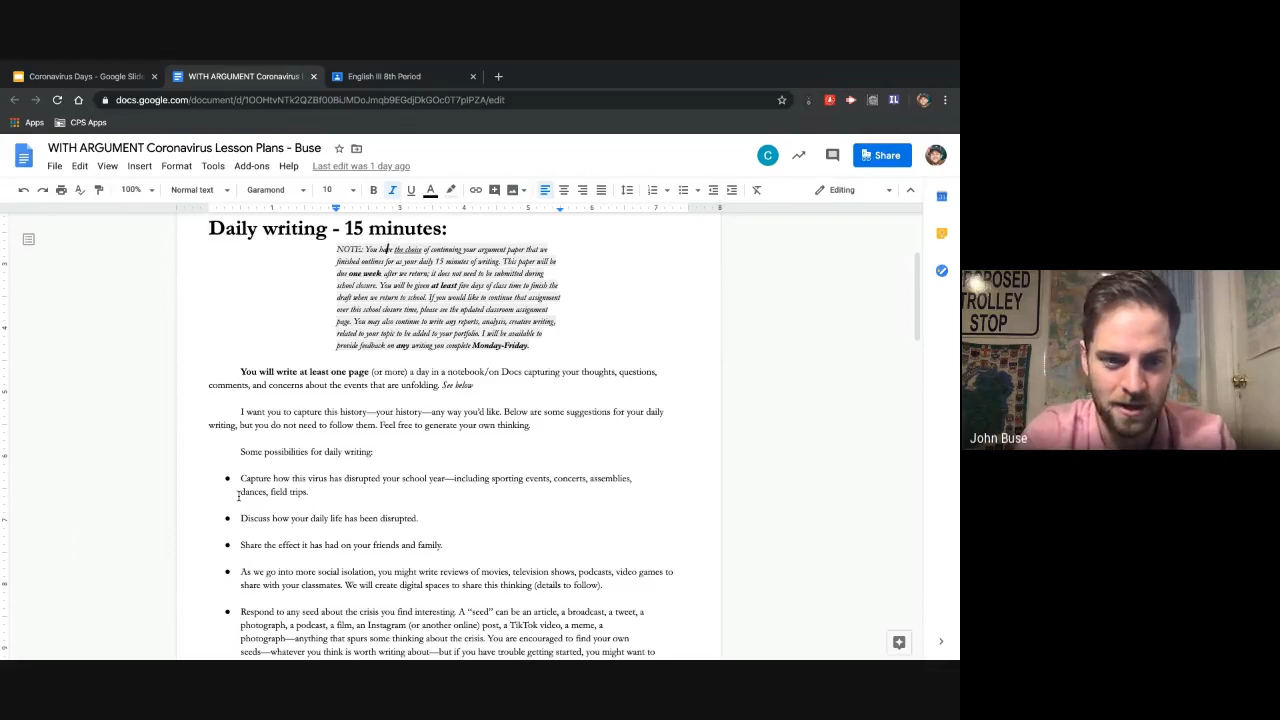 Coronavirus Days - Google Slide
WITH ARGUMENT Coronavirus
English III 8th Period
docs.google.com/document/d/1OOHtvNTk2QZBf00BiJMDoJmqb9EGdjDkGOc0T7pIPZA/edit
IL
Apps CPS Apps
WITH ARGUMENT Coronavirus Lesson Plans - Buse
File Edit View Insert Format Tools Add-ons Help Last edit was 1 day ago
C
Share
100% Normal text Garamond 10 B I U A Editing
1 3 4 5 6 7 8
Daily writing - 15 minutes:
NOTE: You have the choice of continuing your argument paper that we
finished outlines for as your daily 15 minutes of writing. This paper will be
due one week after we return; it does not need to be submitted during
school closure. You will be given at least five days of class time to finish the
draft when we return to school. If you would like to continue that assignment
over this school closure time, please see the updated classroom assignment
page. You may also continue to write any reports, analysis, creative writing,
related to your topic to be added to your portfolio. I will be available to
provide feedback on any writing you complete Monday-Friday.
You will write at least one page (or more) a day in a notebook/on Docs capturing your thoughts, questions,
comments, and concerns about the events that are unfolding. See below
I want you to capture this history—your history—any way you'd like. Below are some suggestions for your daily
writing, but you do not need to follow them. Feel free to generate your own thinking.
Some possibilities for daily writing:
● Capture how this virus has disrupted your school year—including sporting events, concerts, assemblies,
dances, field trips.
● Discuss how your daily life has been disrupted.
● Share the effect it has had on your friends and family.
● As we go into more social isolation, you might write reviews of movies, television shows, podcasts, video games to
share with your classmates. We will create digital spaces to share this thinking (details to follow).
● Respond to any seed about the crisis you find interesting. A “seed” can be an article, a broadcast, a tweet, a
photograph, a podcast, a film, an Instagram (or another online) post, a TikTok video, a meme, a
photograph—anything that spurs some thinking about the crisis. You are encouraged to find your own
seeds—whatever you think is worth writing about—but if you have trouble getting started, you might want to
TROLLEY
STOP
John Buse